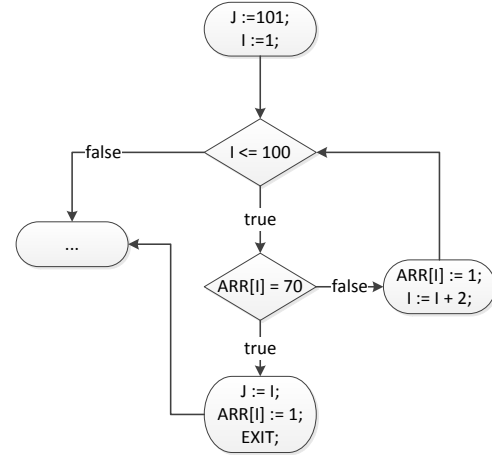 J :=101;
I :=1;
I <= 100
false
true
...
ARR[I] = 70
false
ARR[I] := 1;
I := I + 2;
true
J := I;
ARR[I] := 1;
EXIT;